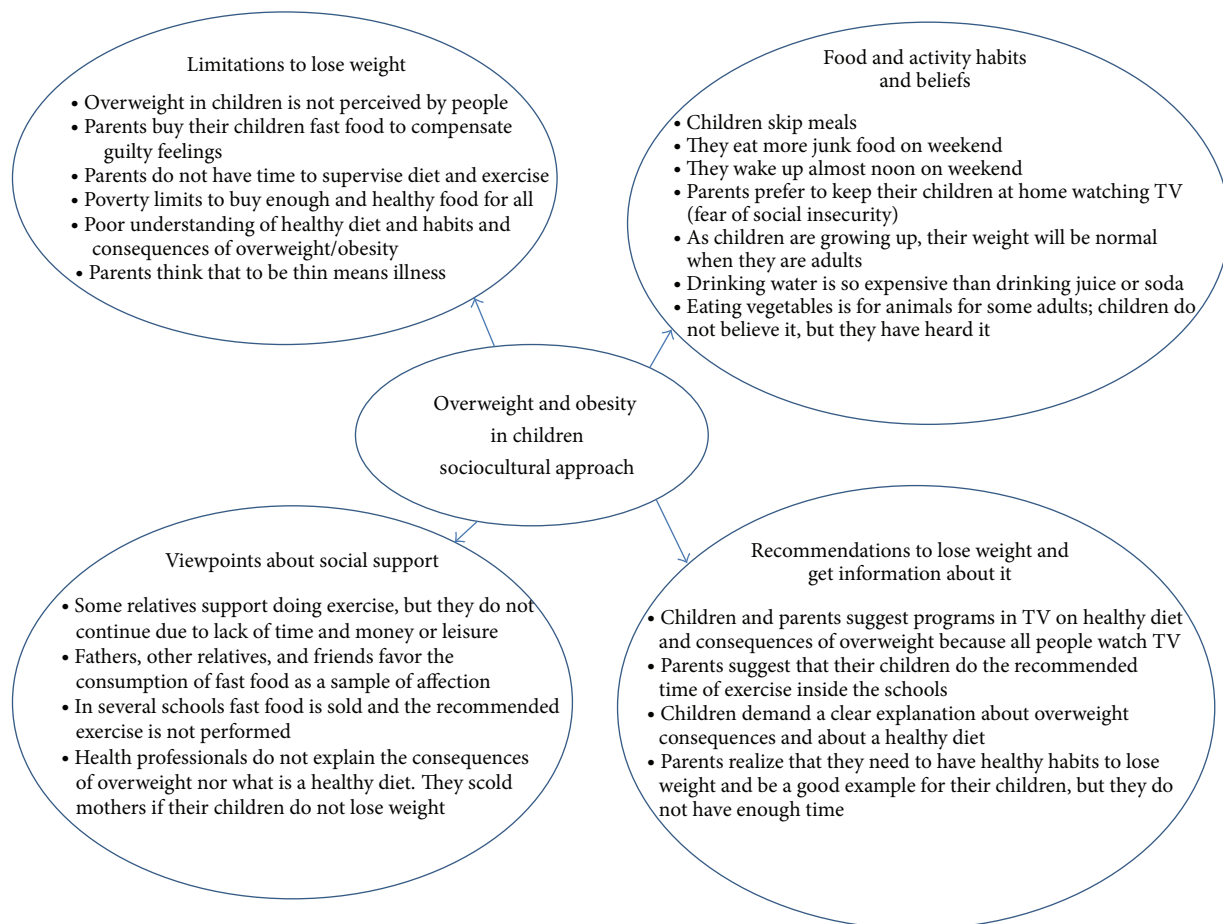 Limitations to lose weight
• Overweight in children is not perceived by people
• Parents buy their children fast food to compensate
guilty feelings
• Parents do not have time to supervise diet and exercise
• Poverty limits to buy enough and healthy food for all
• Poor understanding of healthy diet and habits and
consequences of overweight/obesity
• Parents think that to be thin means illness
Food and activity habits
and beliefs
• Children skip meals
• They eat more junk food on weekend
• They wake up almost noon on weekend
• Parents prefer to keep their children at home watching TV
(fear of social insecurity)
• As children are growing up, their weight will be normal
when they are adults
• Drinking water is so expensive than drinking juice or soda
• Eating vegetables is for animals for some adults; children do
not believe it, but they have heard it
Overweight and obesity
in children
sociocultural approach
Viewpoints about social support
• Some relatives support doing exercise, but they do not
continue due to lack of time and money or leisure
• Fathers, other relatives, and friends favor the
consumption of fast food as a sample of affection
• In several schools fast food is sold and the recommended
exercise is not performed
• Health professionals do not explain the consequences
of overweight nor what is a healthy diet. They scold
mothers if their children do not lose weight
Recommendations to lose weight and
get information about it
• Children and parents suggest programs in TV on healthy diet
and consequences of overweight because all people watch TV
• Parents suggest that their children do the recommended
time of exercise inside the schools
• Children demand a clear explanation about overweight
consequences and about a healthy diet
• Parents realize that they need to have healthy habits to lose
weight and be a good example for their children, but they do
not have enough time